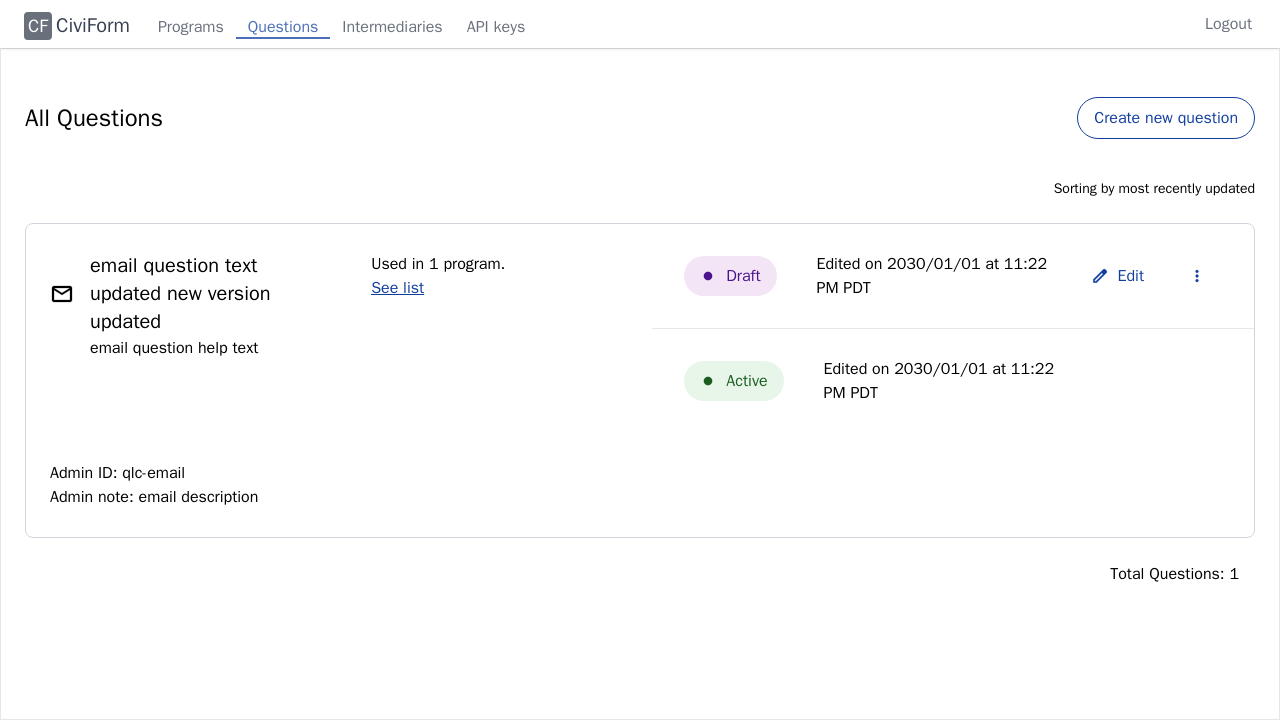 CF CiviForm Programs Questions Intermediaries API keys Logout
All Questions
Create new question
Sorting by most recently updated
email question text
updated new version
updated
email question help text
Used in 1 program.
See list
Draft
Edited on 2030/01/01 at 11:22
PM PDT
Edit
Active
Edited on 2030/01/01 at 11:22
PM PDT
Admin ID: qlc-email
Admin note: email description
Total Questions: 1